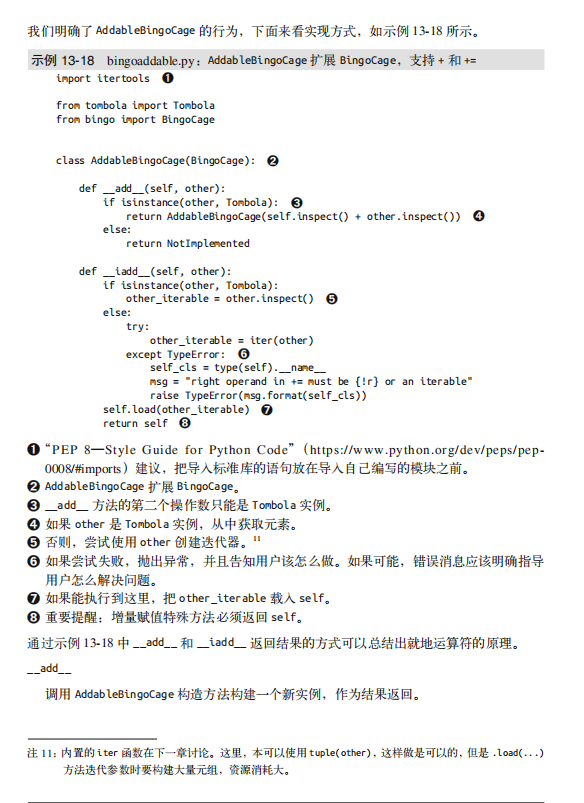 我们明确了 AddableBingoCage 的行为，下面来看实现方式，如示例 13-18 所示。
示例 13-18 bingoaddable.py：AddableBingoCage 扩展 BingoCage，支持 + 和 +=
import itertools ❶
from tombola import Tombola
from bingo import BingoCage
class AddableBingoCage(BingoCage): ❷
def __add__(self, other):
if isinstance(other, Tombola): ❸
return AddableBingoCage(self.inspect() + other.inspect()) ❹
else:
return NotImplemented
def __iadd__(self, other):
if isinstance(other, Tombola):
other_iterable = other.inspect() ❺
else:
try:
other_iterable = iter(other)
except TypeError: ❻
self_cls = type(self).__name__
msg = "right operand in += must be {!r} or an iterable"
raise TypeError(msg.format(self_cls))
self.load(other_iterable) ❼
return self ❽
❶ “PEP 8—Style Guide for Python Code”（https://www.python.org/dev/peps/pep-
0008/#imports）建议，把导入标准库的语句放在导入自己编写的模块之前。
❷ AddableBingoCage 扩展 BingoCage。
❸ __add__ 方法的第二个操作数只能是 Tombola 实例。
❹ 如果 other 是 Tombola 实例，从中获取元素。
❺ 否则，尝试使用 other 创建迭代器。11
❻ 如果尝试失败，抛出异常，并且告知用户该怎么做。如果可能，错误消息应该明确指导
用户怎么解决问题。
❼ 如果能执行到这里，把 other_iterable 载入 self。
❽ 重要提醒：增量赋值特殊方法必须返回 self。
通过示例 13-18 中 __add__ 和 __iadd__ 返回结果的方式可以总结出就地运算符的原理。
__add__
调用 AddableBingoCage 构造方法构建一个新实例，作为结果返回。
注 11：内置的 iter 函数在下一章讨论。这里，本可以使用 tuple(other)，这样做是可以的，但是 .load(...)
方法迭代参数时要构建大量元组，资源消耗大。